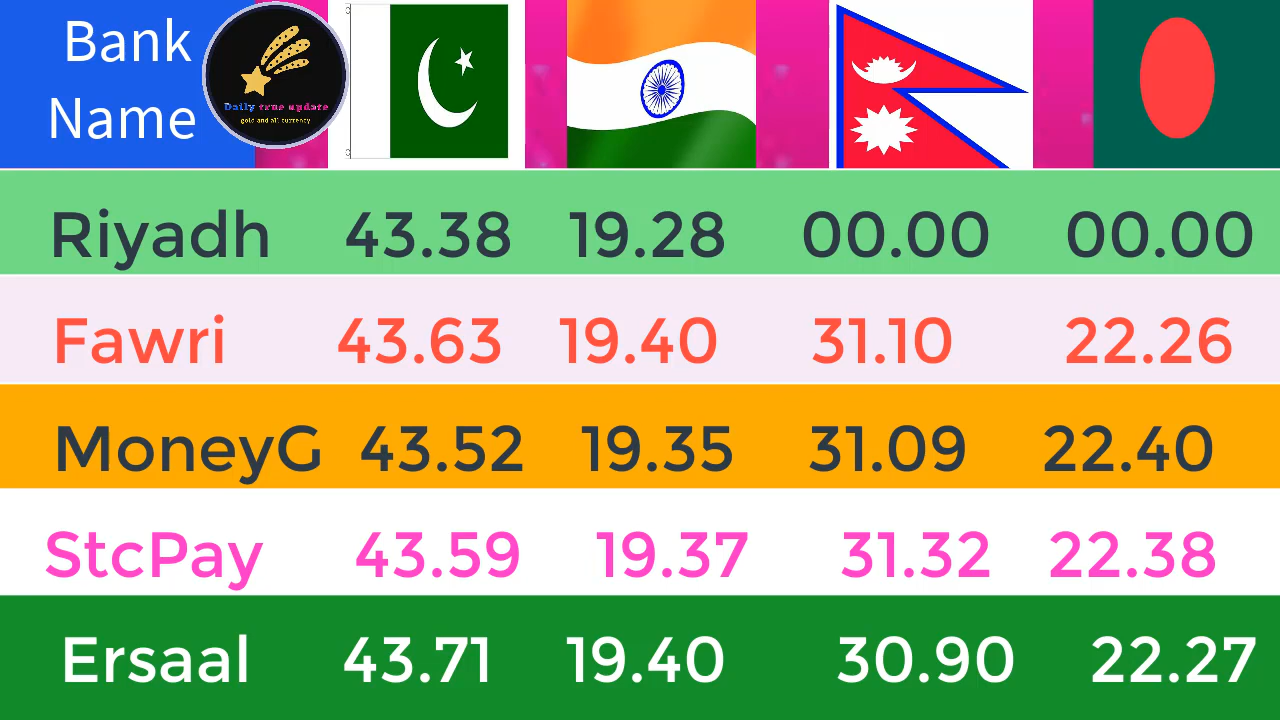 Bank
Name
Daily true update
gold and all currency
Riyadh 43.38 19.28 00.00 00.00
Fawri 43.63 19.40 31.10 22.26
MoneyG 43.52 19.35 31.09 22.40
StcPay 43.59 19.37 31.32 22.38
Ersaal 43.71 19.40 30.90 22.27